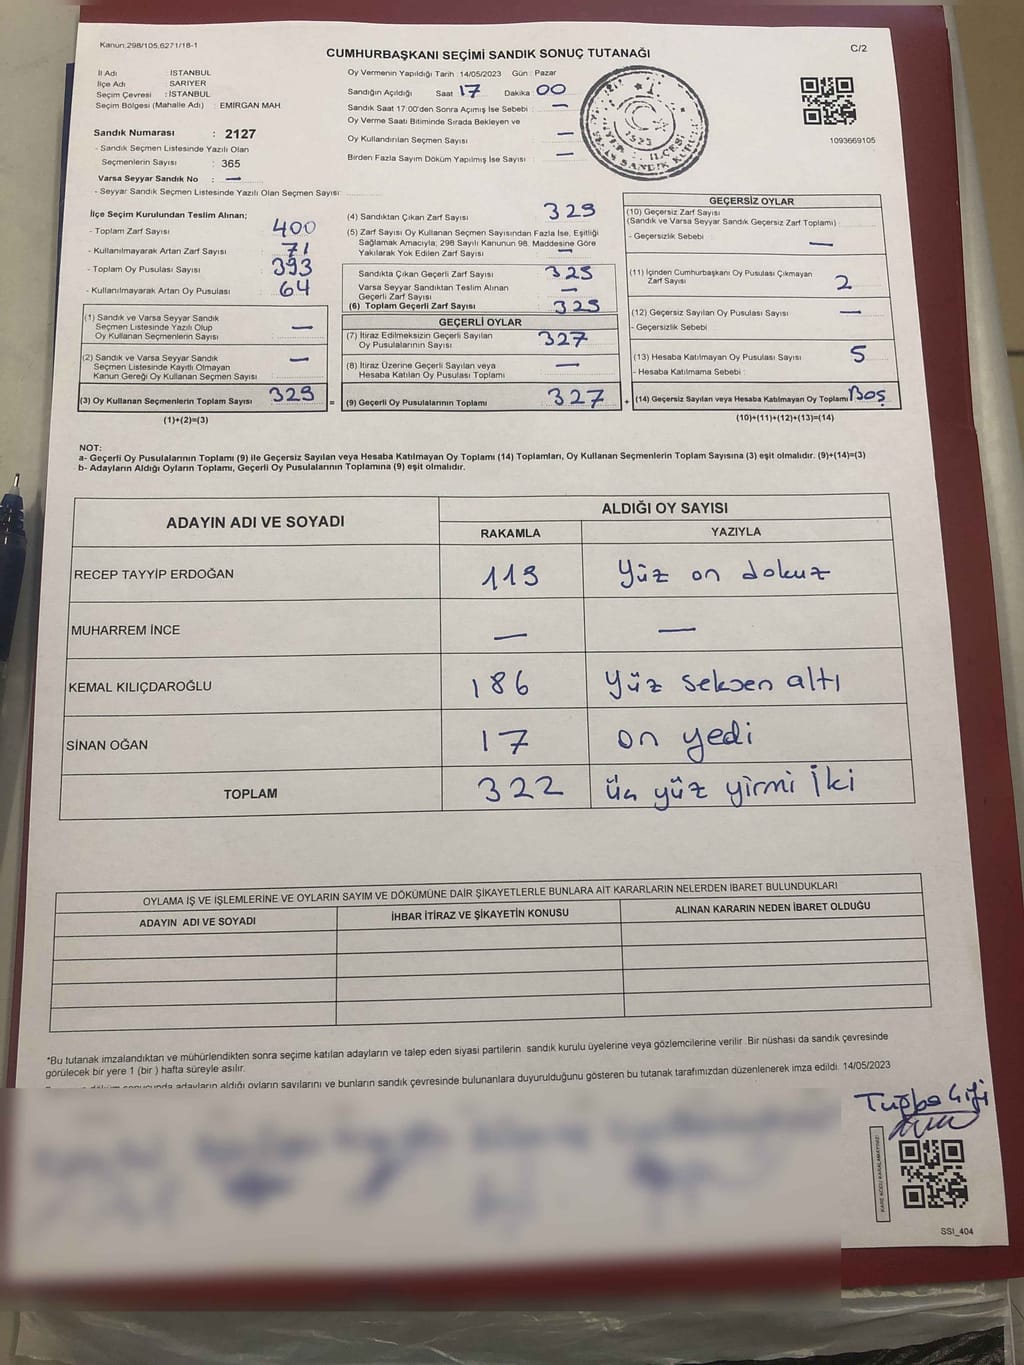 Kanun.298/105,6271/18-1
C/2
CUMHURBAŞKANI SEÇİMİ SANDIK SONUÇ TUTANAĞI
İl Adı : İSTANBUL
İlçe Adı : SARIYER
Seçim Çevresi : İSTANBUL
Seçim Bölgesi (Mahalle Adı) : EMİRGAN MAH
Sandık Numarası : 2127
- Sandık Seçmen Listesinde Yazılı Olan
Seçmenlerin Sayısı : 365
Varsa Seyyar Sandık No : —
- Seyyar Sandık Seçmen Listesinde Yazılı Olan Seçmen Sayısı:
Oy Vermenin Yapıldığı Tarih : 14/05/2023 Gün : Pazar
Sandığın Açıldığı Saat 17 Dakika 00
Sandık Saat 17:00'den Sonra Açılmış İse Sebebi : —
Oy Verme Saati Bitiminde Sırada Bekleyen ve
Oy Kullandırılan Seçmen Sayısı —
Birden Fazla Sayım Döküm Yapılmış İse Sayısı —
1093669105
İlçe Seçim Kurulundan Teslim Alınan;
- Toplam Zarf Sayısı 400
- Kullanılmayarak Artan Zarf Sayısı 71
- Toplam Oy Pusulası Sayısı 393
- Kullanılmayarak Artan Oy Pusulası 64
(1) Sandık ve Varsa Seyyar Sandık
Seçmen Listesinde Yazılı Olup
Oy Kullanan Seçmenlerin Sayısı —
(2) Sandık ve Varsa Seyyar Sandık
Seçmen Listesinde Kayıtlı Olmayan
Kanun Gereği Oy Kullanan Seçmen Sayısı —
(3) Oy Kullanan Seçmenlerin Toplam Sayısı 329
(1)+(2)=(3)
(4) Sandıktan Çıkan Zarf Sayısı 329
(5) Zarf Sayısı Oy Kullanan Seçmen Sayısından Fazla İse, Eşitliği
Sağlamak Amacıyla; 298 Sayılı Kanunun 98. Maddesine Göre
Yakılarak Yok Edilen Zarf Sayısı —
Sandıkta Çıkan Geçerli Zarf Sayısı 329
Varsa Seyyar Sandıktan Teslim Alınan
Geçerli Zarf Sayısı —
(6) Toplam Geçerli Zarf Sayısı 329
GEÇERLİ OYLAR
(7) İtiraz Edilmeksizin Geçerli Sayılan
Oy Pusulalarının Sayısı 327
(8) İtiraz Üzerine Geçerli Sayılan veya
Hesaba Katılan Oy Pusulası Toplamı —
= (9) Geçerli Oy Pusulalarının Toplamı 327
GEÇERSİZ OYLAR
(10) Geçersiz Zarf Sayısı
(Sandık ve Varsa Seyyar Sandık Geçersiz Zarf Toplamı) :
- Geçersizlik Sebebi : —
(11) İçinden Cumhurbaşkanı Oy Pusulası Çıkmayan
Zarf Sayısı 2
(12) Geçersiz Sayılan Oy Pusulası Sayısı —
- Geçersizlik Sebebi
(13) Hesaba Katılmayan Oy Pusulası Sayısı 5
- Hesaba Katılmama Sebebi :
+ (14) Geçersiz Sayılan veya Hesaba Katılmayan Oy Toplamı Boş
(10)+(11)+(12)+(13)=(14)
NOT:
a- Geçerli Oy Pusulalarının Toplamı (9) ile Geçersiz Sayılan veya Hesaba Katılmayan Oy Toplamı (14) Toplamları, Oy Kullanan Seçmenlerin Toplam Sayısına (3) eşit olmalıdır. (9)+(14)=(3)
b- Adayların Aldığı Oyların Toplamı, Geçerli Oy Pusulalarının Toplamına (9) eşit olmalıdır.
ADAYIN ADI VE SOYADI
ALDIĞI OY SAYISI
RAKAMLA YAZIYLA
RECEP TAYYİP ERDOĞAN 119 Yüz on dokuz
MUHARREM İNCE — —
KEMAL KILIÇDAROĞLU 186 Yüz seksen altı
SİNAN OĞAN 17 on yedi
TOPLAM 322 üç yüz yirmi iki
OYLAMA İŞ VE İŞLEMLERİNE VE OYLARIN SAYIM VE DÖKÜMÜNE DAİR ŞİKAYETLERLE BUNLARA AİT KARARLARIN NELERDEN İBARET BULUNDUKLARI
ADAYIN ADI VE SOYADI İHBAR İTİRAZ VE ŞİKAYETİN KONUSU ALINAN KARARIN NEDEN İBARET OLDUĞU
*Bu tutanak imzalandıktan ve mühürlendikten sonra seçime katılan adayların ve talep eden siyasi partilerin sandık kurulu üyelerine veya gözlemcilerine verilir. Bir nüshası da sandık çevresinde
görülecek bir yere 1 (bir) hafta süreyle asılır.
sonucunda adayların aldığı oyların sayılarını ve bunların sandık çevresinde bulunanlara duyurulduğunu gösteren bu tutanak tarafımızdan düzenlenerek imza edildi. 14/05/2023
Tuğba
KARE KODU KARALAMAYINIZ!
SSI_404